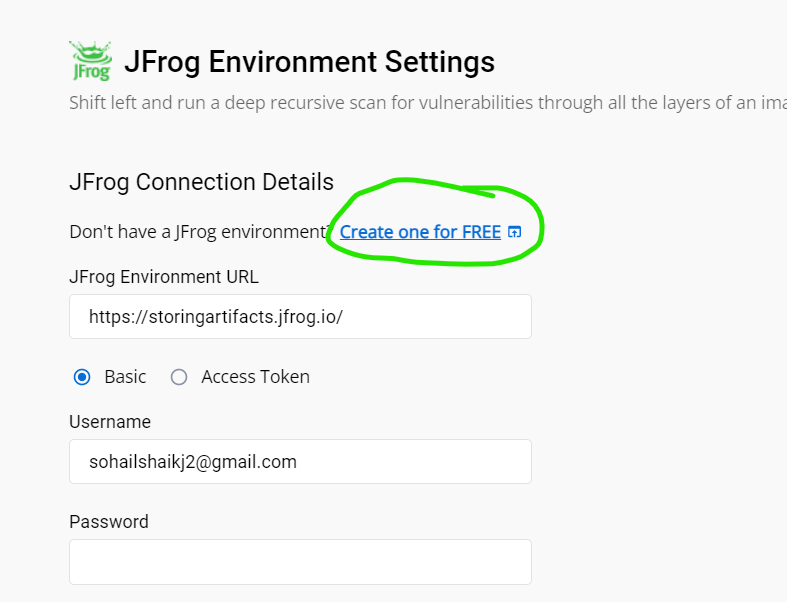 JFrog
JFrog Environment Settings
Shift left and run a deep recursive scan for vulnerabilities through all the layers of an ima
JFrog Connection Details
Don't have a JFrog environment? Create one for FREE
JFrog Environment URL
https://storingartifacts.jfrog.io/
Basic Access Token
Username
sohailshaikj2@gmail.com
Password